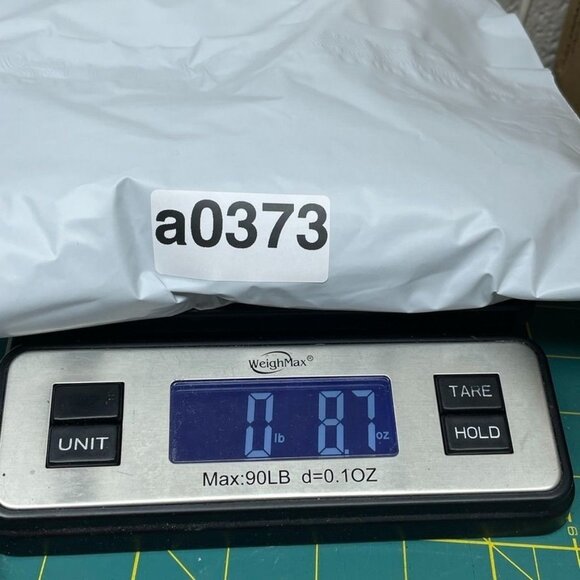 a0373
WeighMax®
0 lb 8.7 oz
UNIT
TARE
HOLD
Max:90LB d=0.1OZ